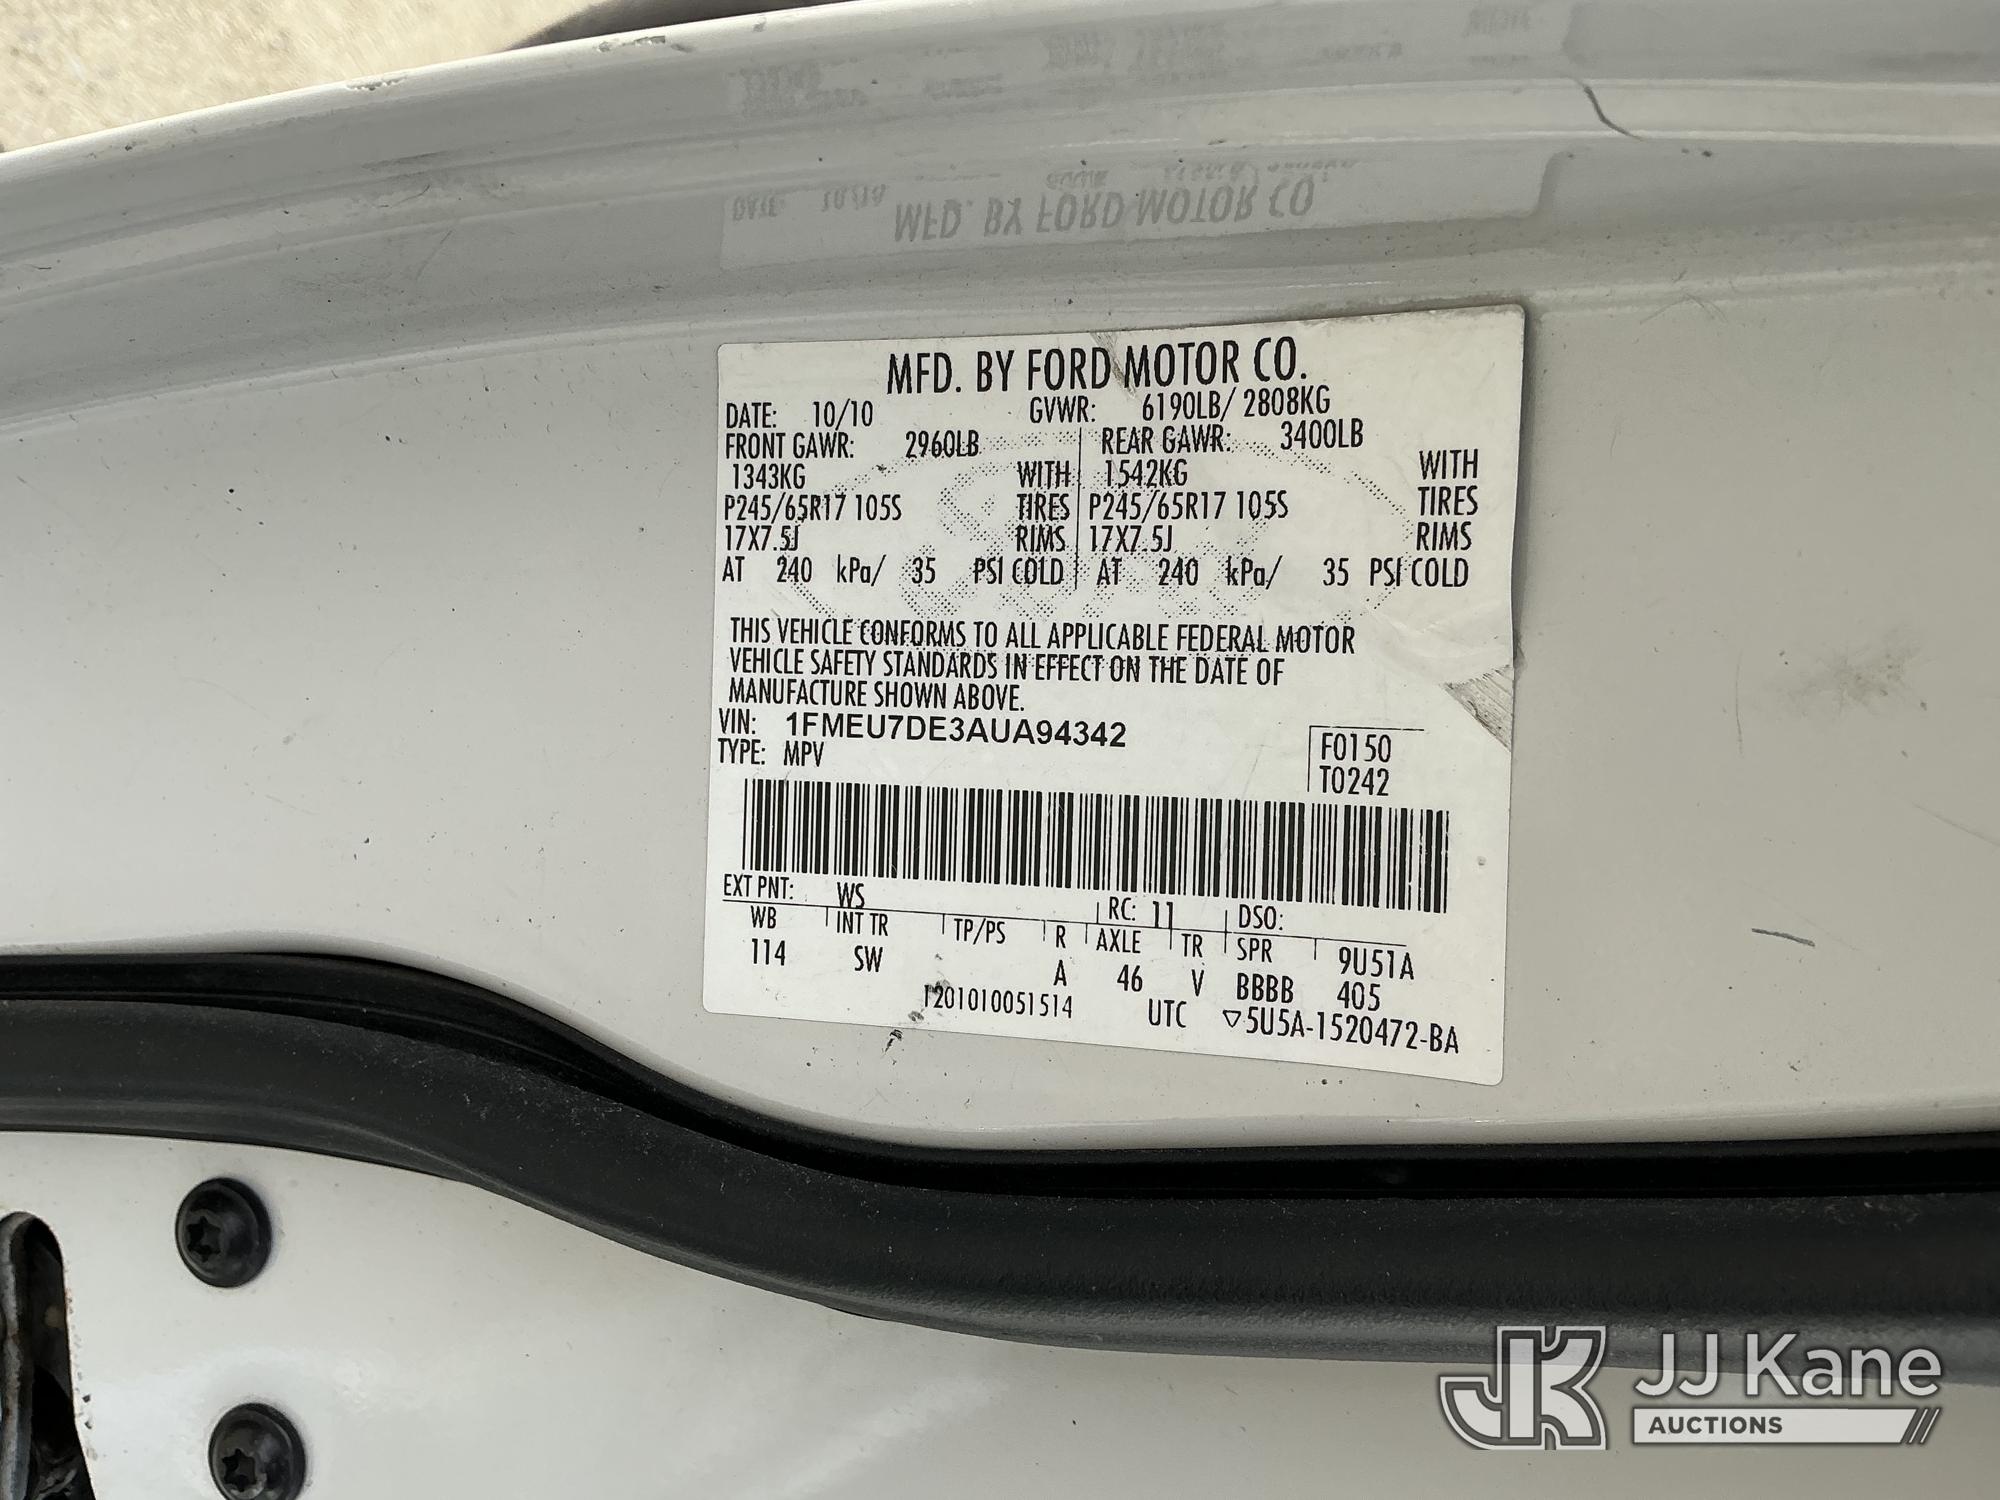 MFD. BY FORD MOTOR CO.
DATE: 10/10 GVWR: 6190LB/ 2808KG
FRONT GAWR: 2960LB REAR GAWR: 3400LB
1343KG WITH 1542KG WITH
P245/65R17 105S TIRES P245/65R17 105S TIRES
17X7.5J RIMS 17X7.5J RIMS
AT 240 kPa/ 35 PSI COLD AT 240 kPa/ 35 PSI COLD
THIS VEHICLE CONFORMS TO ALL APPLICABLE FEDERAL MOTOR
VEHICLE SAFETY STANDARDS IN EFFECT ON THE DATE OF
MANUFACTURE SHOWN ABOVE.
VIN: 1FMEU7DE3AUA94342
TYPE: MPV
F0150
T0242
EXT PNT: WS RC: 11 DSO:
WB INT TR TP/PS R AXLE TR SPR 9U51A
114 SW A 46 V BBBB 405
T201010051514 UTC ▽5U5A-1520472-BA
JJ Kane
AUCTIONS